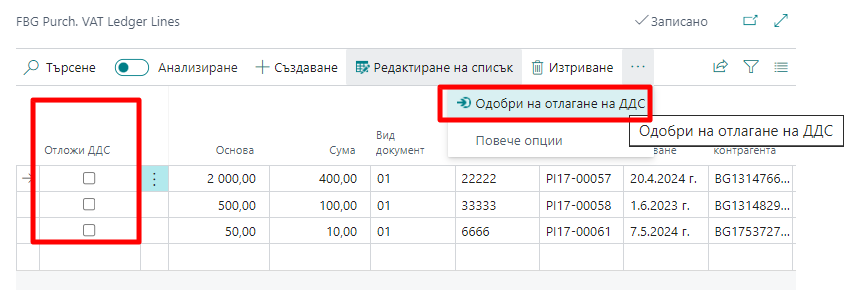 FBG Purch. VAT Ledger Lines
Записано
Търсене
Анализиране
Създаване
Редактиране на списък
Изтриване
Одобри на отлагане на ДДС
Повече опции
Одобри на отлагане на ДДС
Отложи ДДС Основа Сума Вид документ контрагента
2 000,00 400,00 01 22222 PI17-00057 20.4.2024 г. BG1314766...
500,00 100,00 01 33333 PI17-00058 1.6.2023 г. BG1314829...
50,00 10,00 01 6666 PI17-00061 7.5.2024 г. BG1753727...